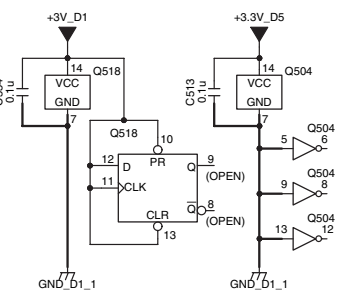 +3V_D1
+3.3V_D5
14 Q518
14 Q504
VCC
GND
VCC
GND
0.1u
C513
0.1u
7
7
Q518
10
PR
12 D
11 CLK
Q 9
(OPEN)
Q 8
(OPEN)
CLR
13
Q504
5 6
Q504
9 8
Q504
13 12
GND_D1_1
GND_D1_1